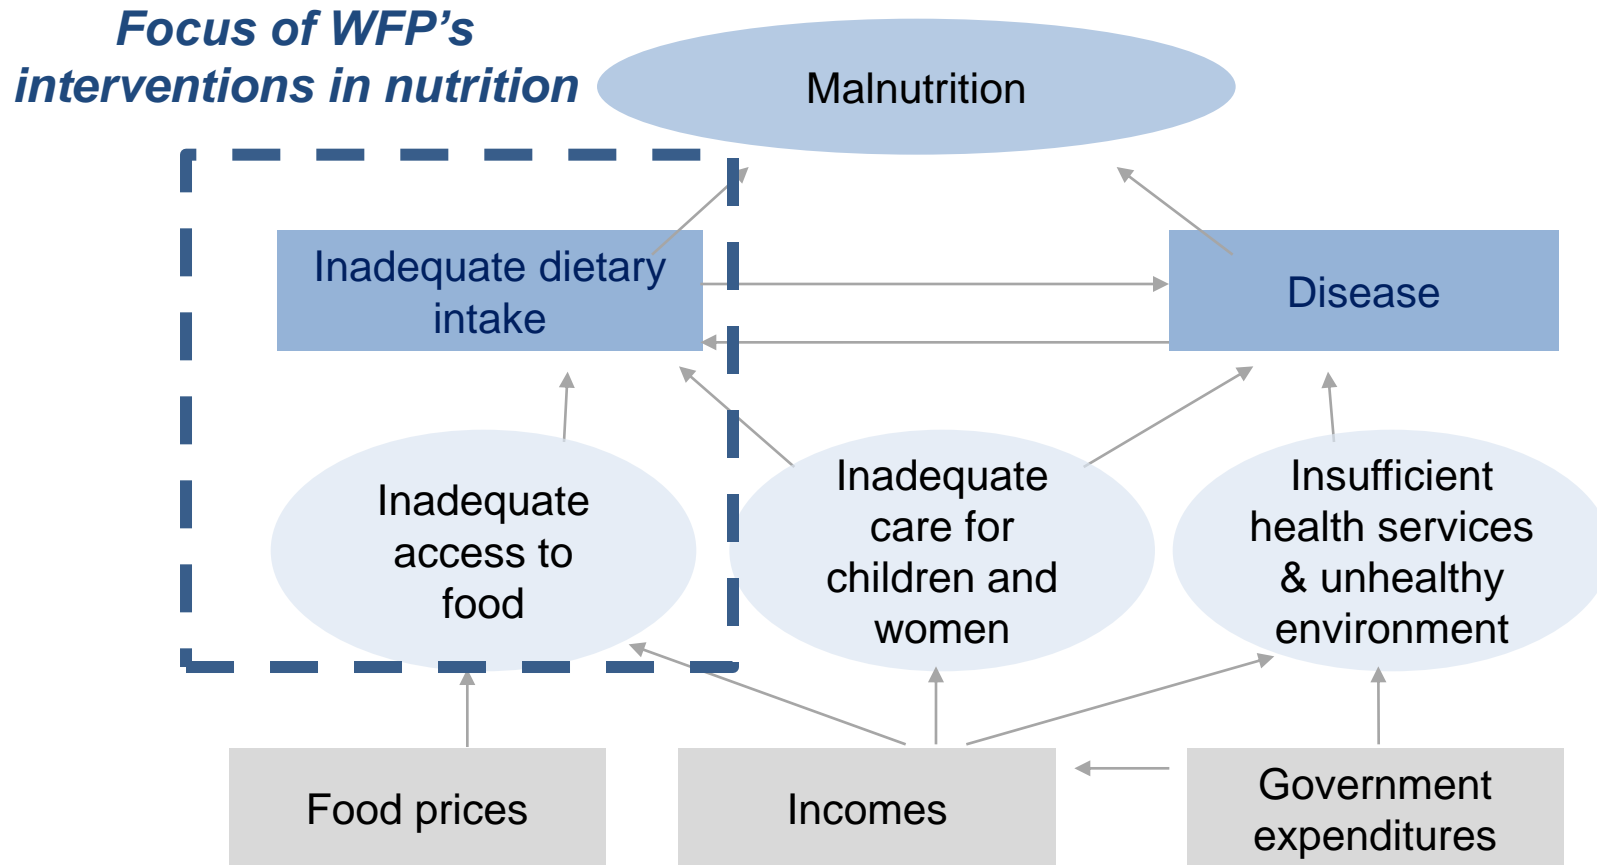 Focus of WFP’s
interventions in nutrition
Malnutrition
Inadequate dietary
intake
Disease
Inadequate
access to
food
Inadequate
care for
children and
women
Insufficient
health services
& unhealthy
environment
Food prices
Incomes
Government
expenditures